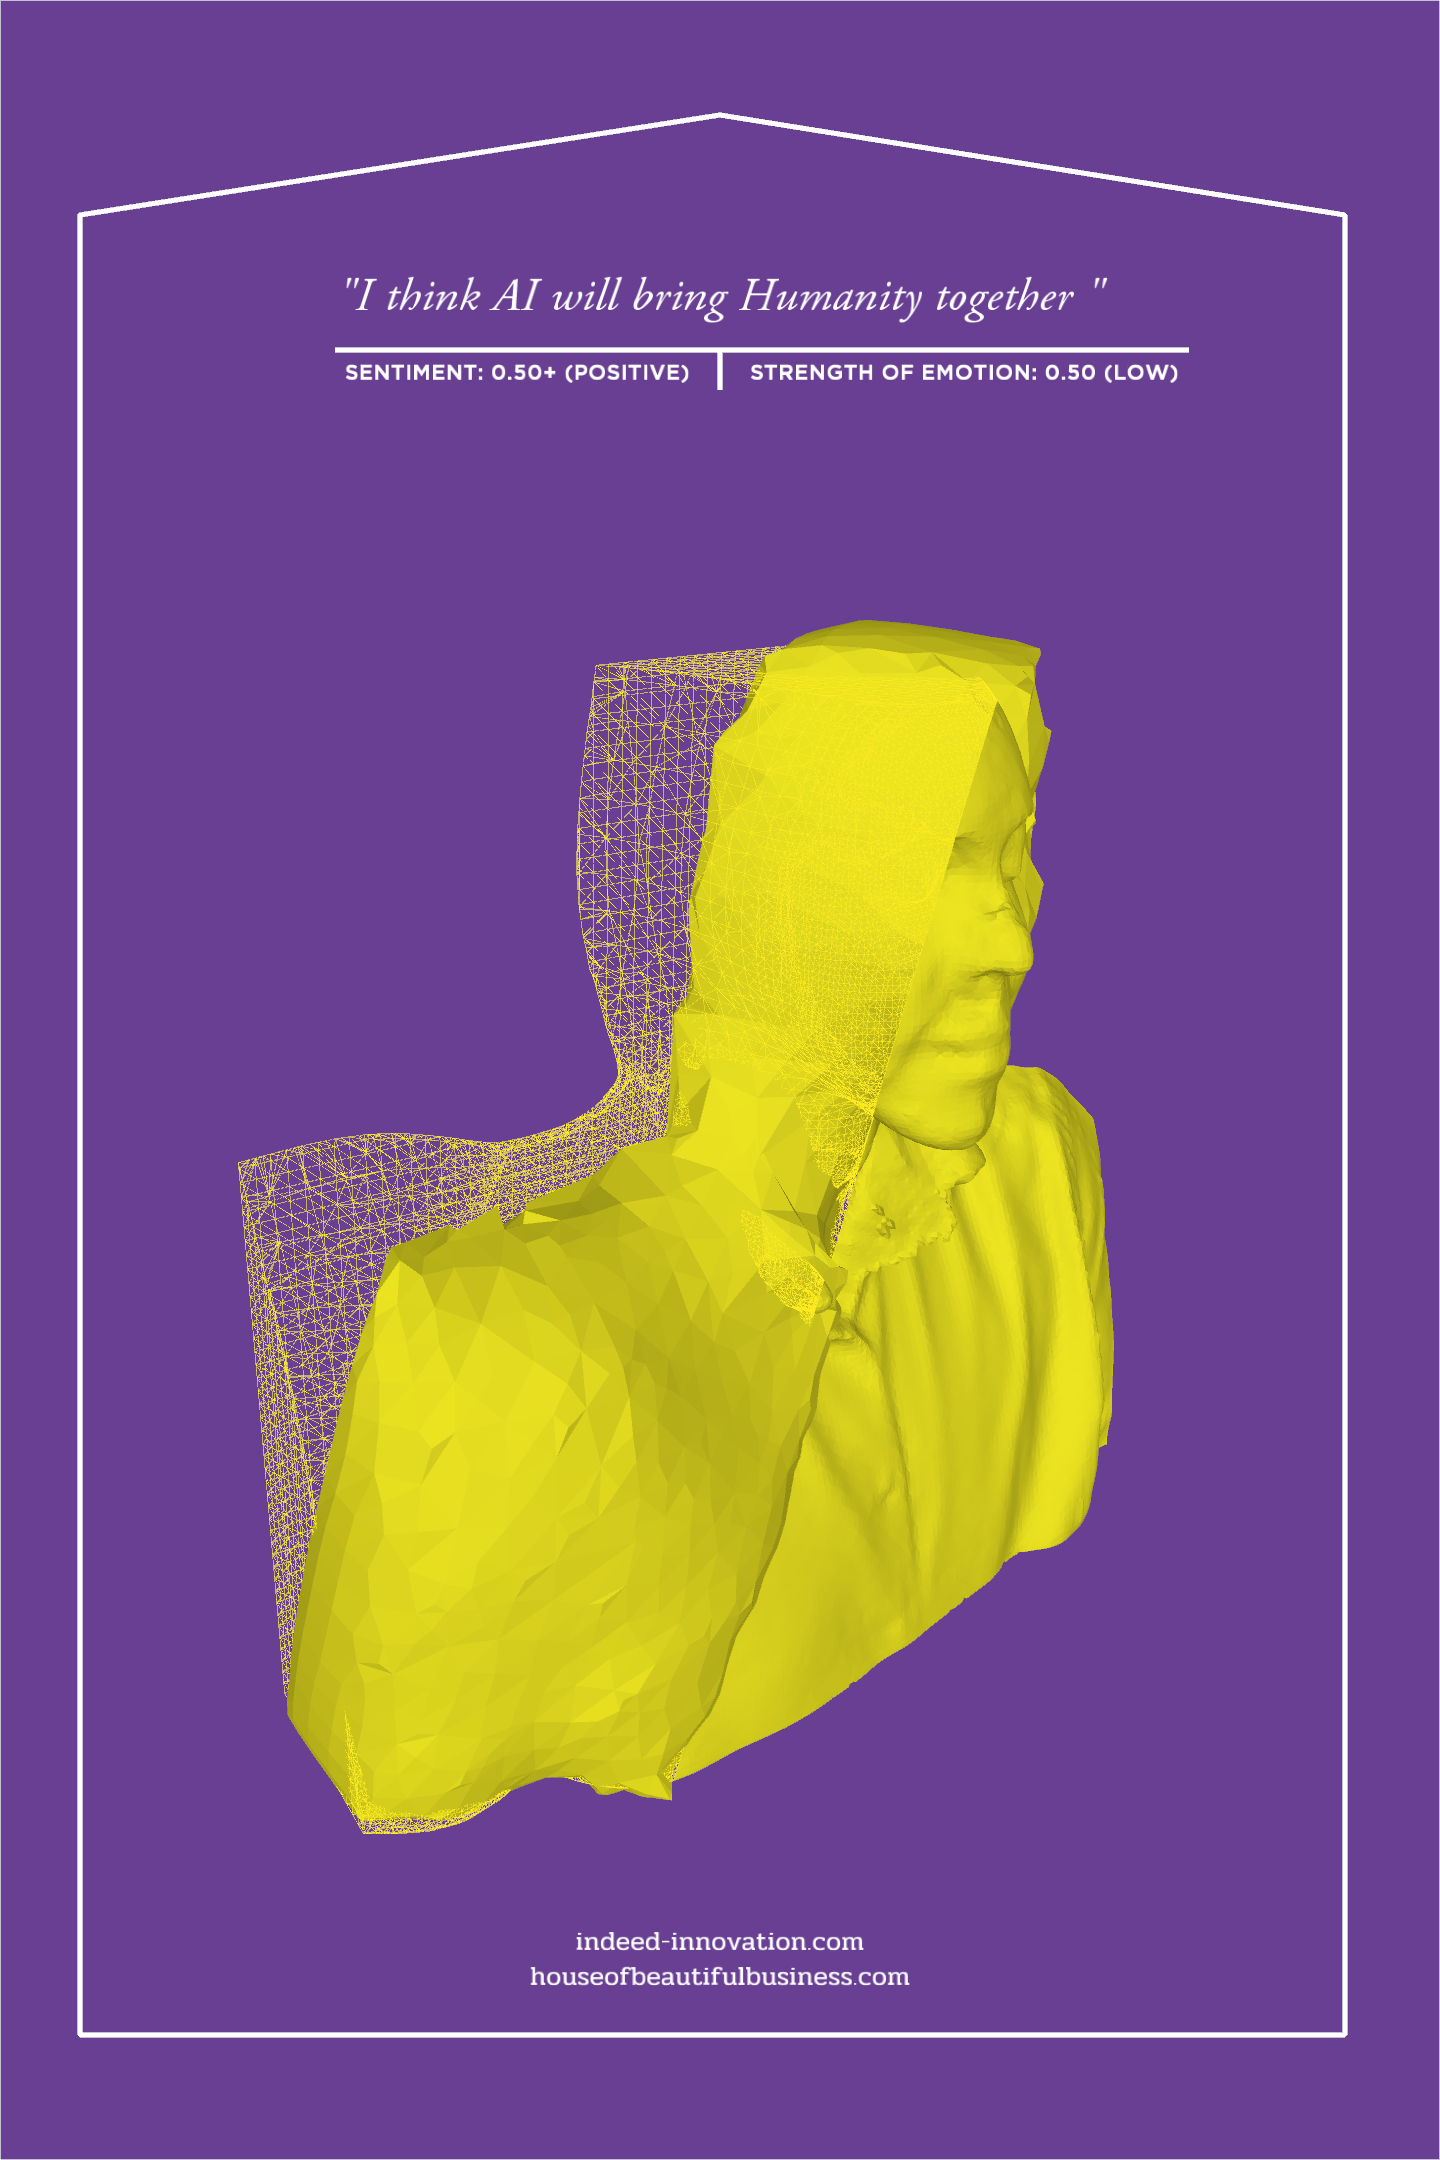 "I think AI will bring Humanity together "
SENTIMENT: 0.50+ (POSITIVE) STRENGTH OF EMOTION: 0.50 (LOW)
indeed-innovation.com
houseofbeautifulbusiness.com